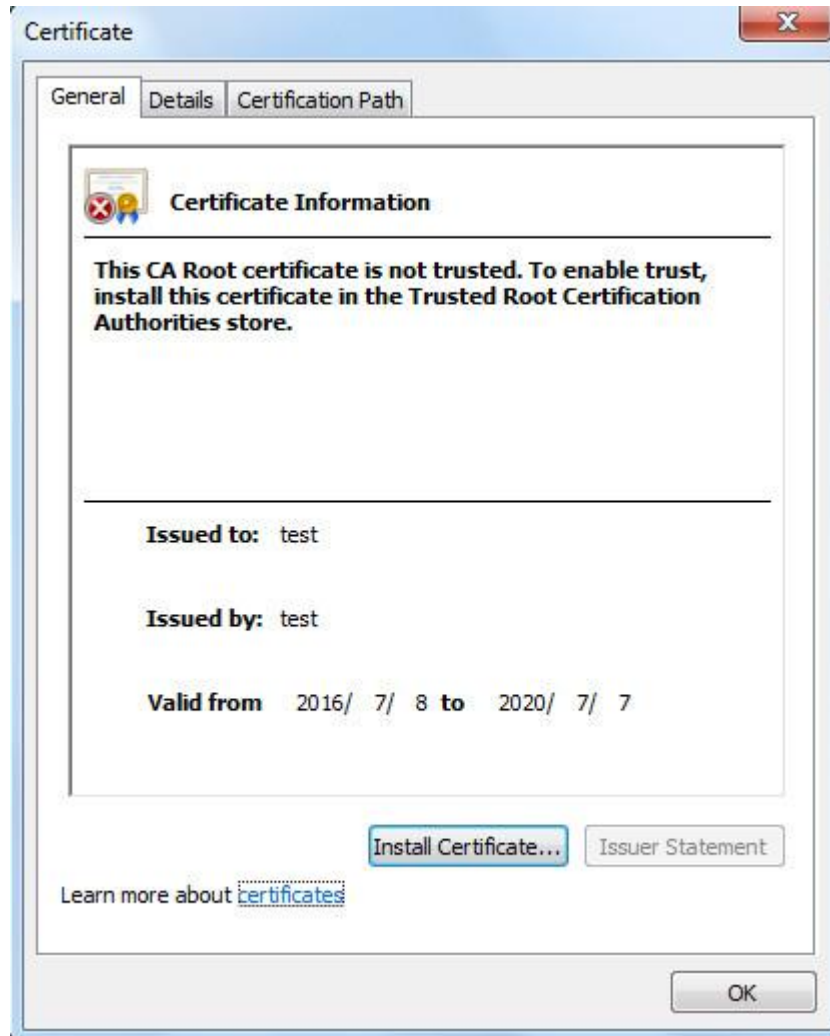 Certificate
General Details Certification Path
Certificate Information
This CA Root certificate is not trusted. To enable trust,
install this certificate in the Trusted Root Certification
Authorities store.
Issued to: test
Issued by: test
Valid from 2016/ 7/ 8 to 2020/ 7/ 7
Install Certificate... Issuer Statement
Learn more about certificates
OK